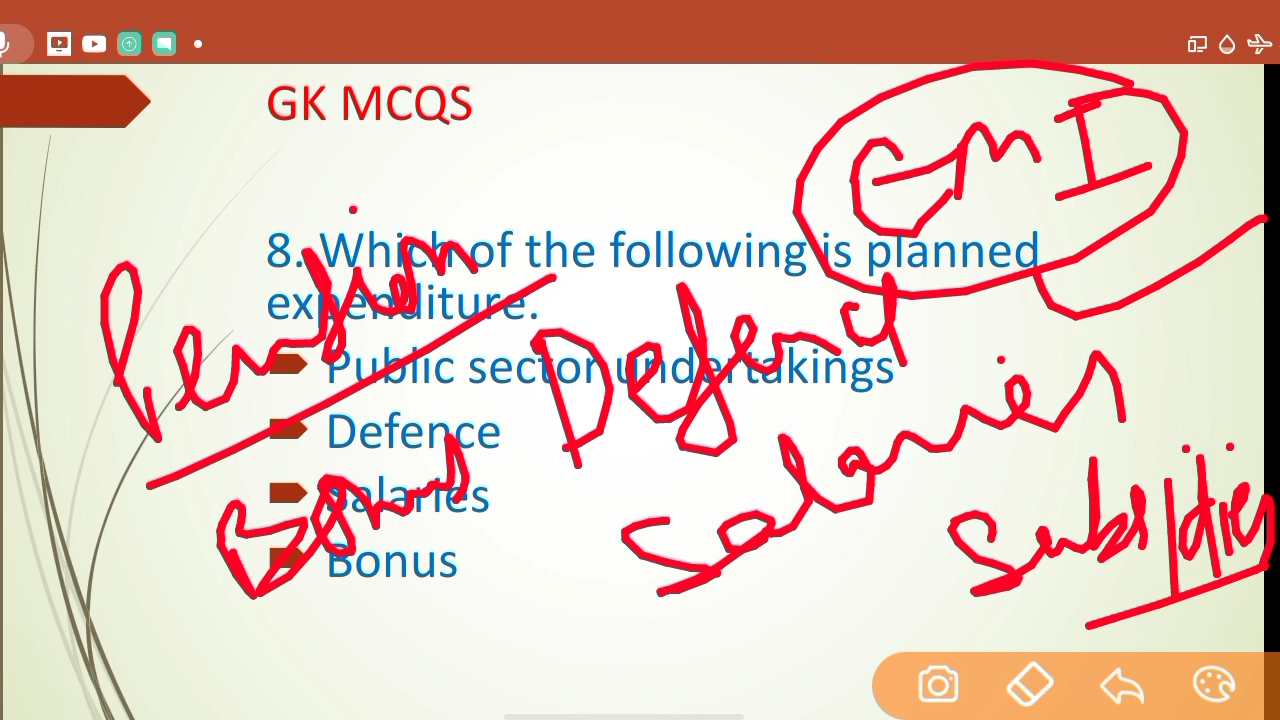 GK MCQS
EMI
8. Which of the following is planned
expenditure.
Pension
Defence
Public sector undertakings
Defence
Salaries
Bonus
Salaries
Subsidies
Bonus